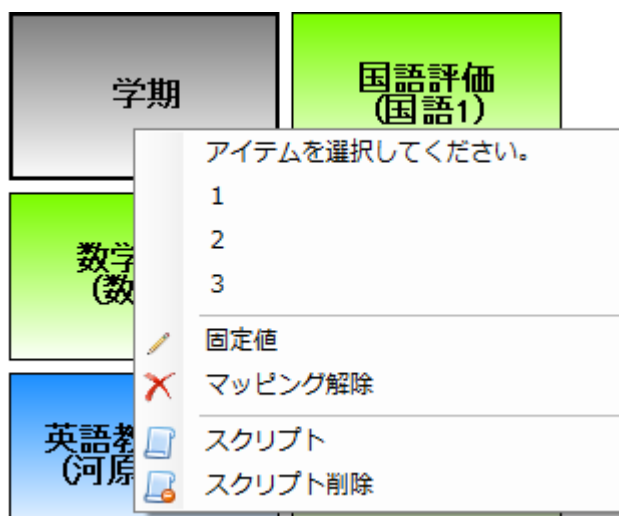 学期
国語評価
(国語1)
アイテムを選択してください。
1
2
3
数学
(数
固定値
マッピング解除
英語教
(河原
スクリプト
スクリプト削除